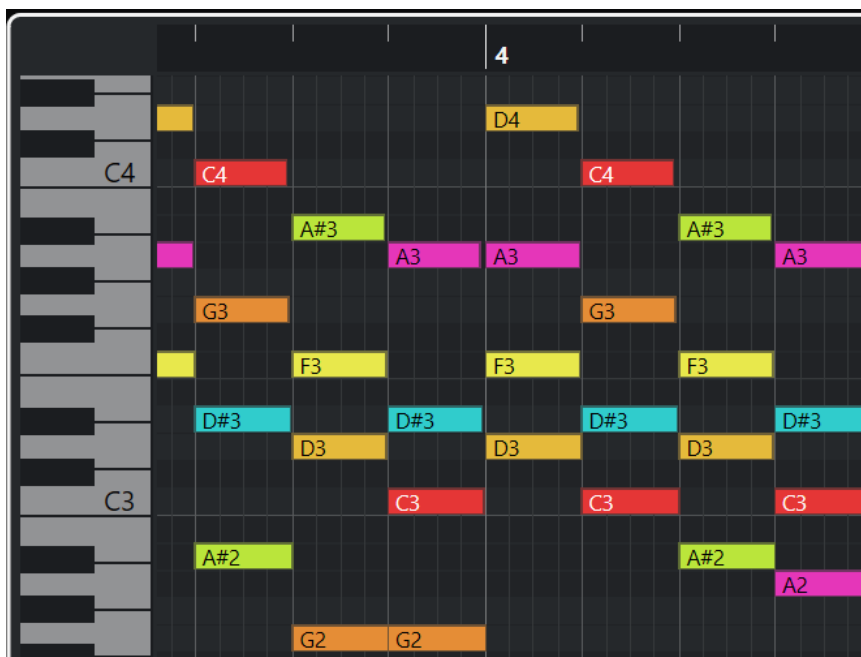 4
D4
C4 C4 C4
A#3 A#3
A3 A3 A3
G3 G3
F3 F3 F3
D#3 D#3 D#3 D#3
D3 D3 D3
C3 C3 C3 C3
A#2 A#2
A2
G2 G2